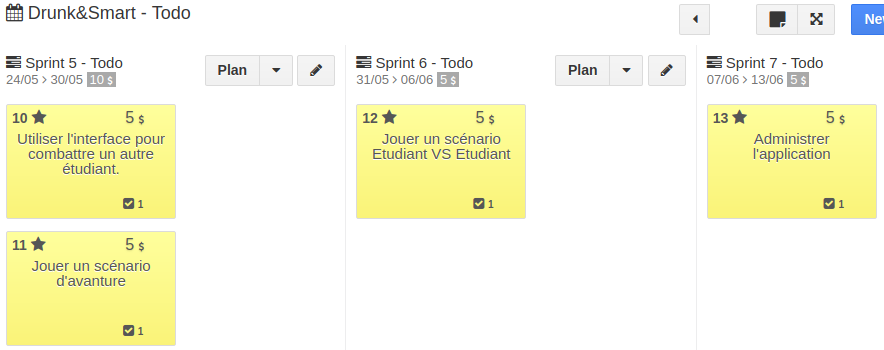 Drunk&Smart - Todo
New
Sprint 5 - Todo
24/05 > 30/05 10 $
Plan
Sprint 6 - Todo
31/05 > 06/06 5 $
Plan
Sprint 7 - Todo
07/06 > 13/06 5 $
10 5 $
Utiliser l'interface pour
combattre un autre
étudiant.
1
11 5 $
Jouer un scénario
d'avanture
1
12 5 $
Jouer un scénario
Etudiant VS Etudiant
1
13 5 $
Administrer
l'application
1